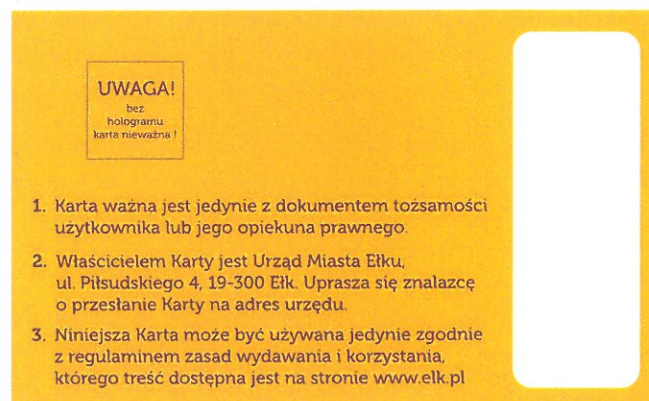 UWAGA!
bez
hologramu
karta nieważna !
1. Karta ważna jest jedynie z dokumentem tożsamości
użytkownika lub jego opiekuna prawnego.
2. Właścicielem Karty jest Urząd Miasta Ełku,
ul. Piłsudskiego 4, 19-300 Ełk. Uprasza się znalazcę
o przesłanie Karty na adres urzędu.
3. Niniejsza Karta może być używana jedynie zgodnie
z regulaminem zasad wydawania i korzystania,
którego treść dostępna jest na stronie www.elk.pl